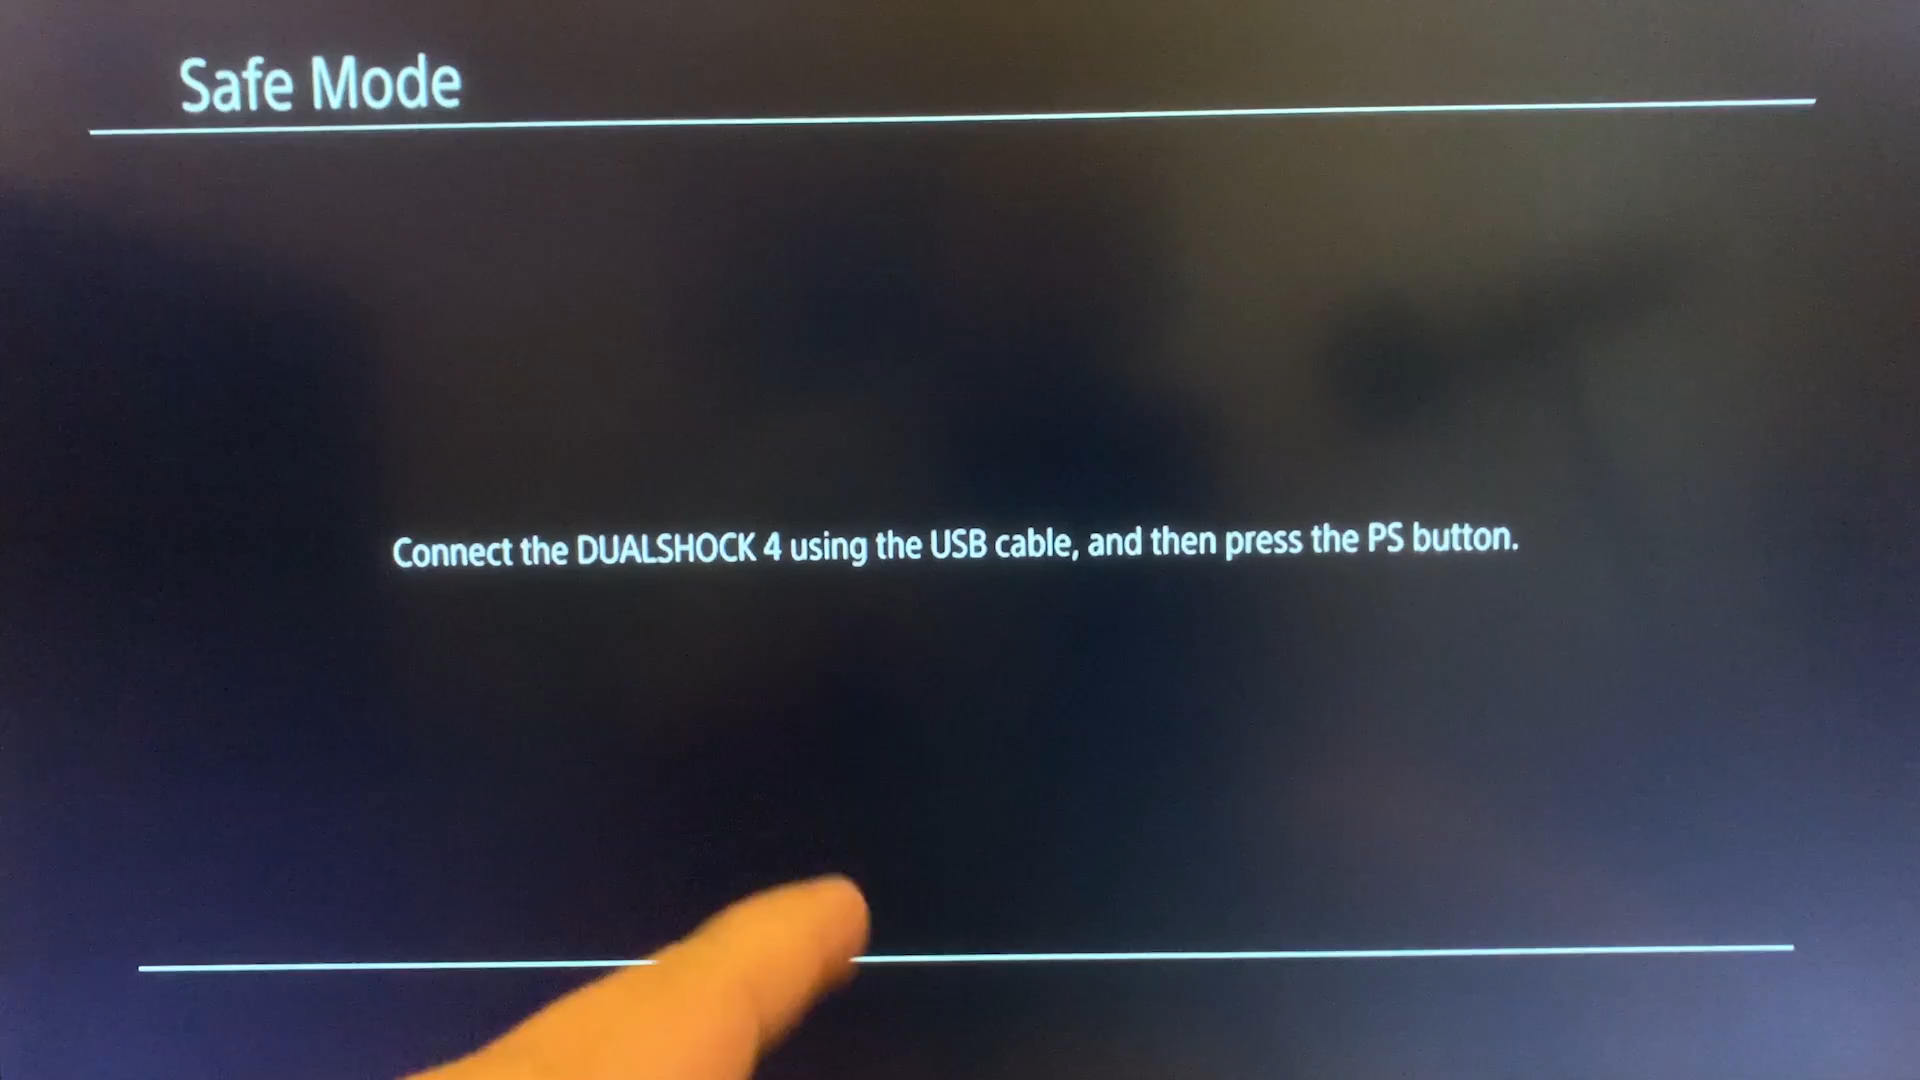 Safe Mode
Connect the DUALSHOCK 4 using the USB cable, and then press the PS button.